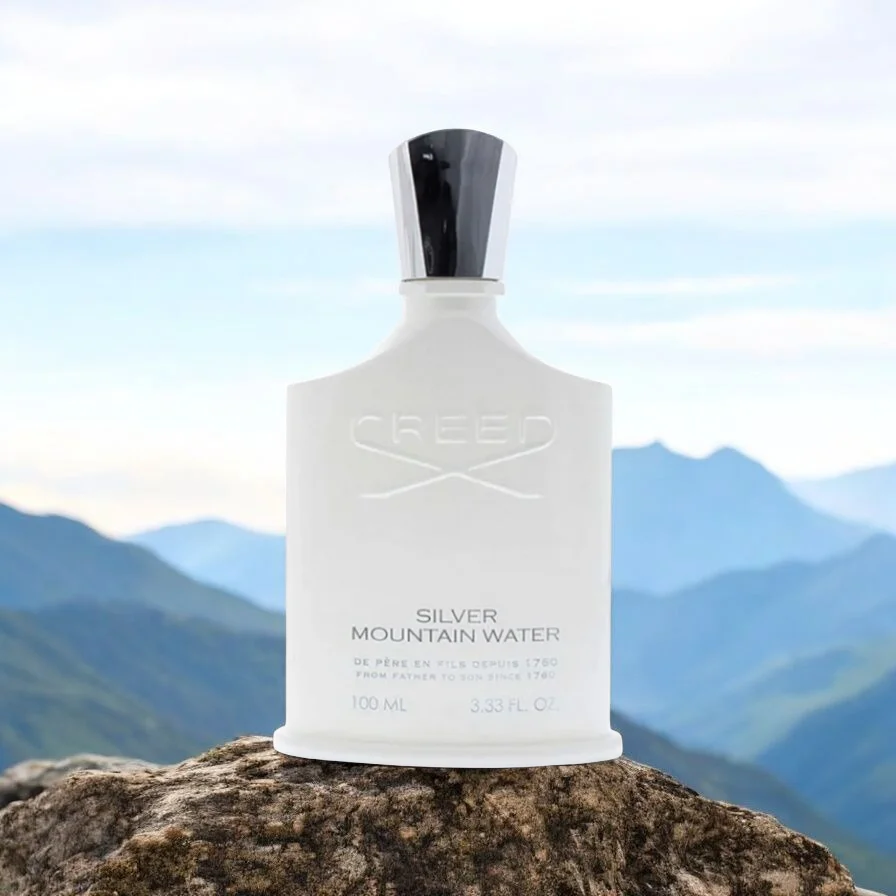 CREED
SILVER
MOUNTAIN WATER
DE PÈRE EN FILS DEPUIS 1760
FROM FATHER TO SON SINCE 1760
100 ML 3.33 FL. OZ.